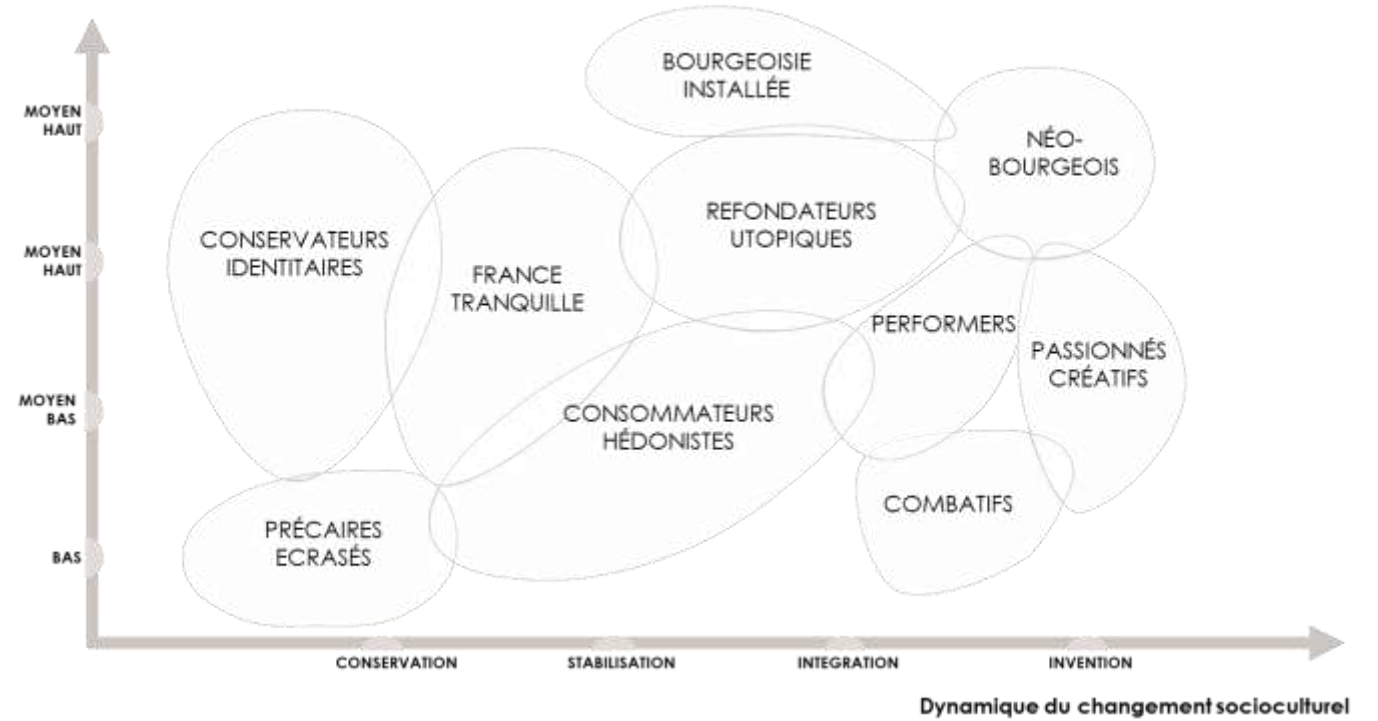 BOURGEOISIE
INSTALLÉE
MOYEN
HAUT
NÉO-
BOURGEOIS
REFONDATEURS
UTOPIQUES
CONSERVATEURS
IDENTITAIRES
MOYEN
HAUT
FRANCE
TRANQUILLE
PERFORMERS
PASSIONNÉS
CRÉATIFS
MOYEN
BAS
CONSOMMATEURS
HÉDONISTES
COMBATIFS
PRÉCAIRES
ECRASÉS
BAS
CONSERVATION
STABILISATION
INTEGRATION
INVENTION
Dynamique du changement socioculturel